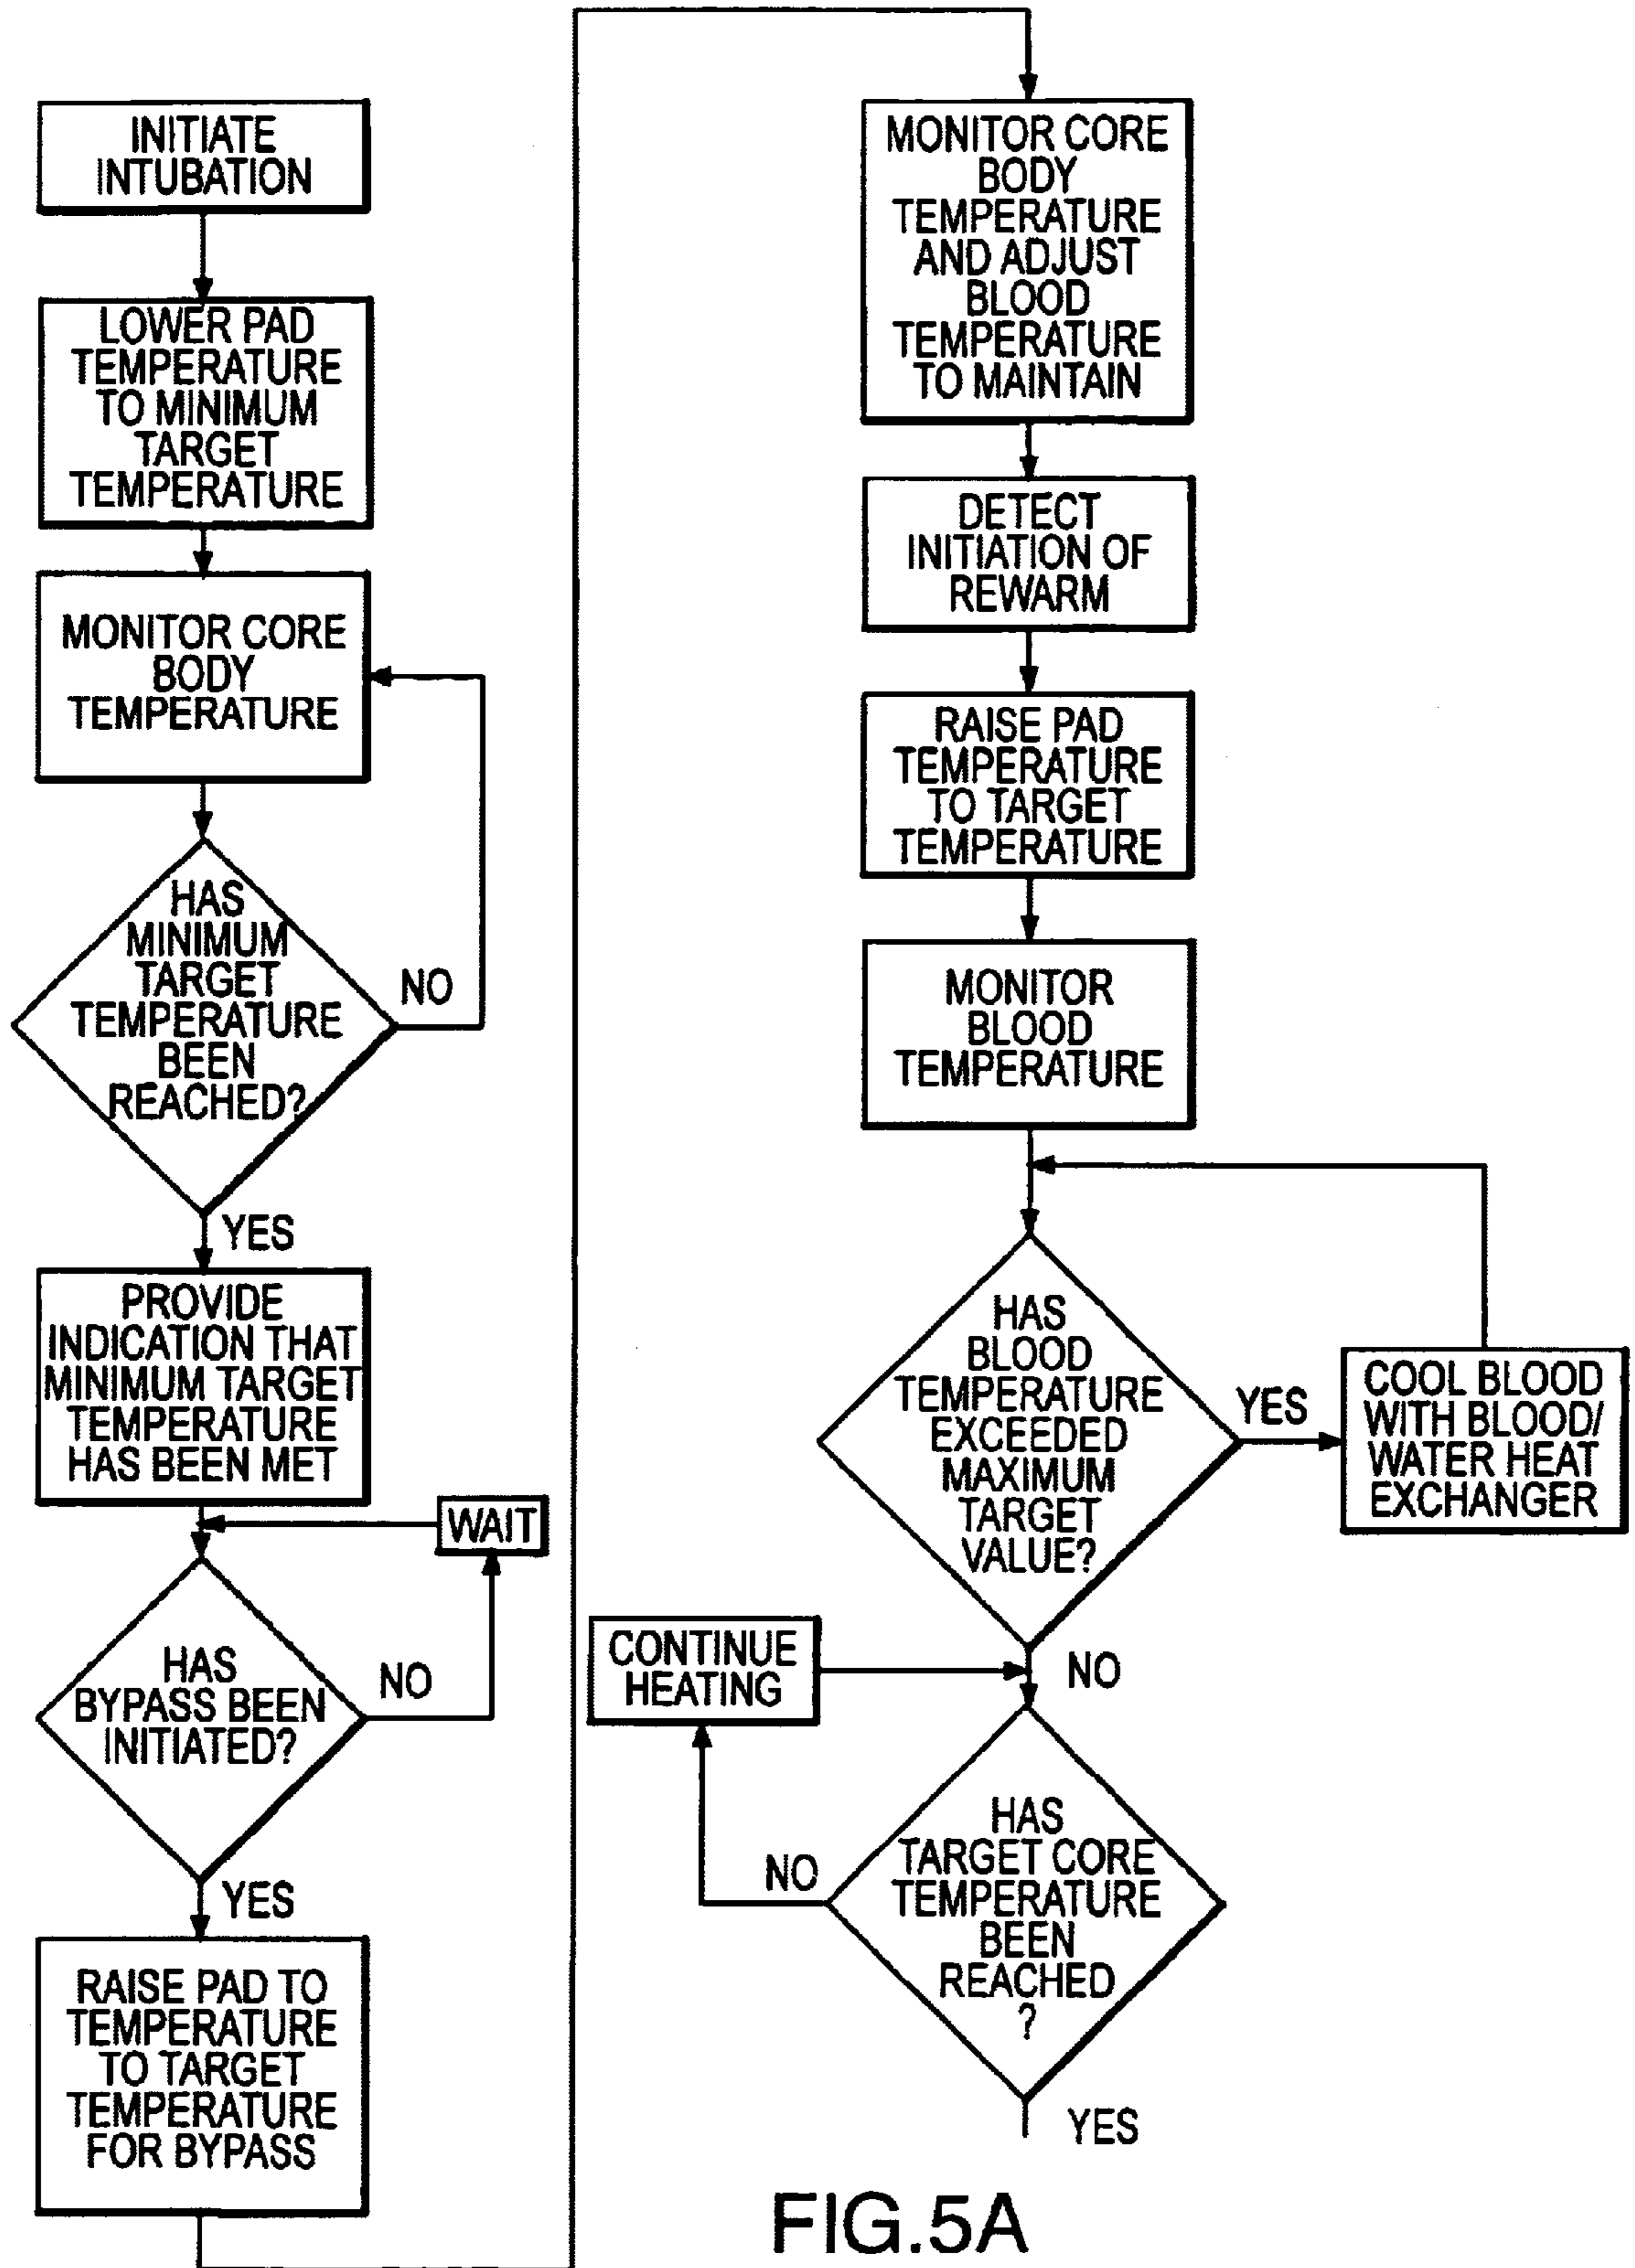 INITIATE
INTUBATION
LOWER PAD
TEMPERATURE
TO MINIMUM
TARGET
TEMPERATURE
MONITOR CORE
BODY
TEMPERATURE
HAS
MINIMUM
TARGET
TEMPERATURE
BEEN
REACHED?
NO
YES
PROVIDE
INDICATION THAT
MINIMUM TARGET
TEMPERATURE
HAS BEEN MET
WAIT
HAS
BYPASS BEEN
INITIATED?
NO
YES
RAISE PAD TO
TEMPERATURE
TO TARGET
TEMPERATURE
FOR BYPASS
MONITOR CORE
BODY
TEMPERATURE
AND ADJUST
BLOOD
TEMPERATURE
TO MAINTAIN
DETECT
INITIATION OF
REWARM
RAISE PAD
TEMPERATURE
TO TARGET
TEMPERATURE
MONITOR
BLOOD
TEMPERATURE
HAS
BLOOD
TEMPERATURE
EXCEEDED
MAXIMUM
TARGET
VALUE?
YES
COOL BLOOD
WITH BLOOD/
WATER HEAT
EXCHANGER
NO
CONTINUE
HEATING
HAS
TARGET CORE
TEMPERATURE
BEEN
REACHED
?
NO
YES
FIG.5A